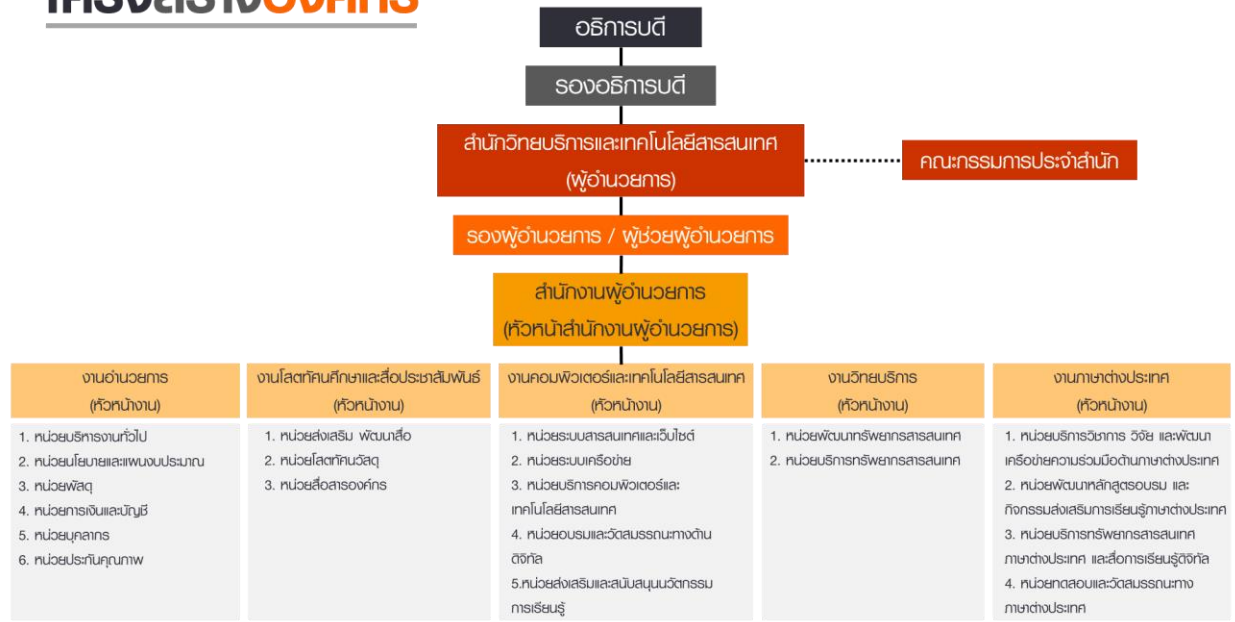 โครงสร้างองค์กร
อธิการบดี
รองอธิการบดี
สำนักวิทยบริการและเทคโนโลยีสารสนเทศ
(ผู้อำนวยการ)
คณะกรรมการประจำสำนัก
รองผู้อำนวยการ / ผู้ช่วยผู้อำนวยการ
สำนักงานผู้อำนวยการ
(หัวหน้าสำนักงานผู้อำนวยการ)
งานอำนวยการ
(หัวหน้างาน)
1. หน่วยบริหารงานทั่วไป
2. หน่วยนโยบายและแผนงบประมาณ
3. หน่วยพัสดุ
4. หน่วยการเงินและบัญชี
5. หน่วยบุคลากร
6. หน่วยประกันคุณภาพ
งานโสตทัศนศึกษาและสื่อประชาสัมพันธ์
(หัวหน้างาน)
1. หน่วยส่งเสริม พัฒนาสื่อ
2. หน่วยโสตทัศนวัสดุ
3. หน่วยสื่อสารองค์กร
งานคอมพิวเตอร์และเทคโนโลยีสารสนเทศ
(หัวหน้างาน)
1. หน่วยระบบสารสนเทศและเว็บไซต์
2. หน่วยระบบเครือข่าย
3. หน่วยบริการคอมพิวเตอร์และ
เทคโนโลยีสารสนเทศ
4. หน่วยอบรมและวัดสมรรถนะทางด้าน
ดิจิทัล
5.หน่วยส่งเสริมและสนับสนุนนวัตกรรม
การเรียนรู้
งานวิทยบริการ
(หัวหน้างาน)
1. หน่วยพัฒนาทรัพยากรสารสนเทศ
2. หน่วยบริการทรัพยากรสารสนเทศ
งานภาษาต่างประเทศ
(หัวหน้างาน)
1. หน่วยบริการวิชาการ วิจัย และพัฒนา
เครือข่ายความร่วมมือด้านภาษาต่างประเทศ
2. หน่วยพัฒนาหลักสูตรอบรม และ
กิจกรรมส่งเสริมการเรียนรู้ภาษาต่างประเทศ
3. หน่วยบริการทรัพยากรสารสนเทศ
ภาษาต่างประเทศ และสื่อการเรียนรู้ดิจิทัล
4. หน่วยทดสอบและวัดสมรรถนะทาง
ภาษาต่างประเทศ